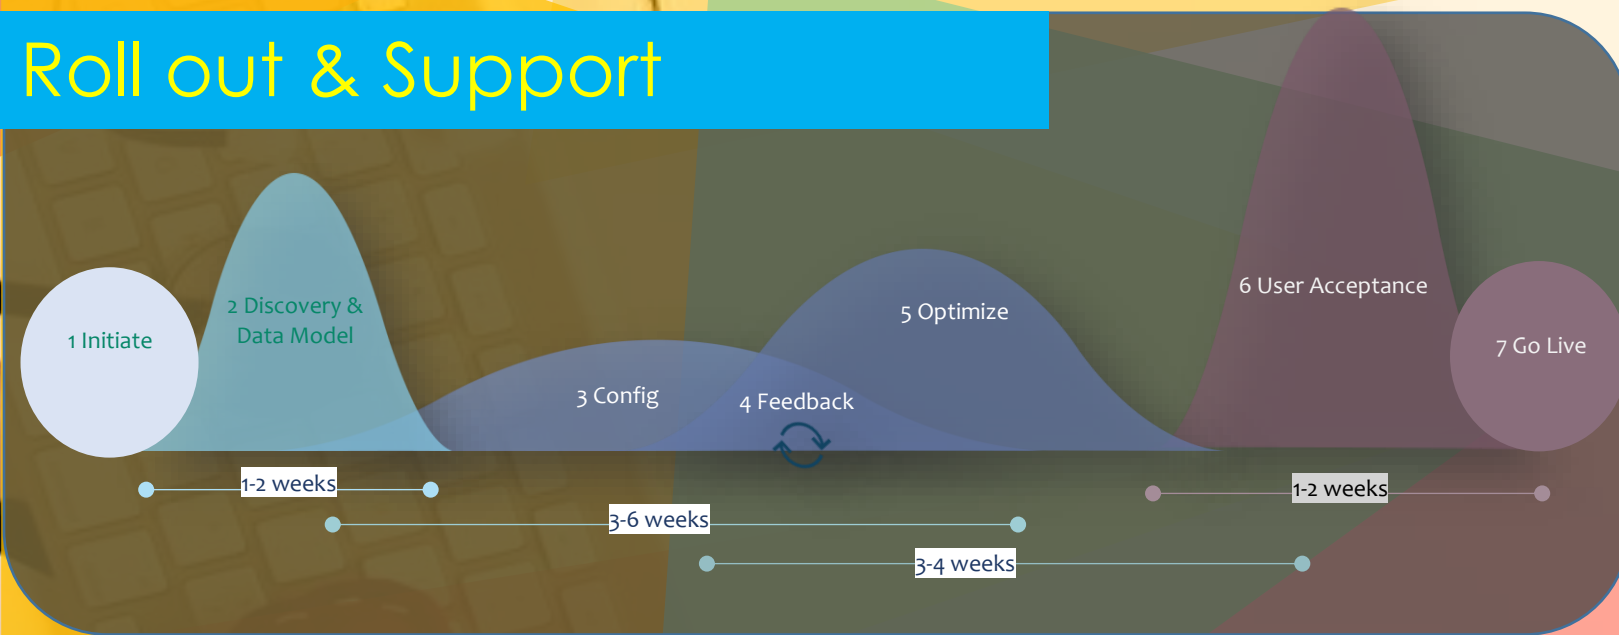 Roll out & Support
1 Initiate
2 Discovery &
Data Model
3 Config
4 Feedback
5 Optimize
6 User Acceptance
7 Go Live
1-2 weeks
3-6 weeks
3-4 weeks
1-2 weeks